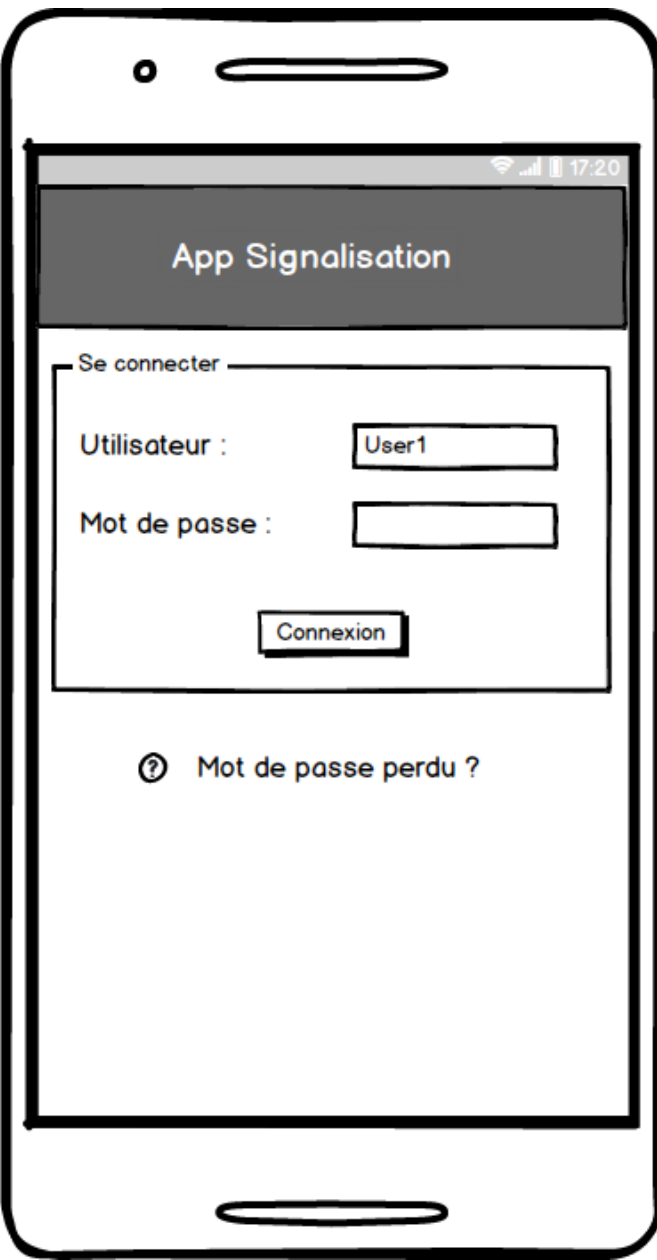 17:20
App Signalisation
Se connecter
Utilisateur : User1
Mot de passe :
Connexion
? Mot de passe perdu ?